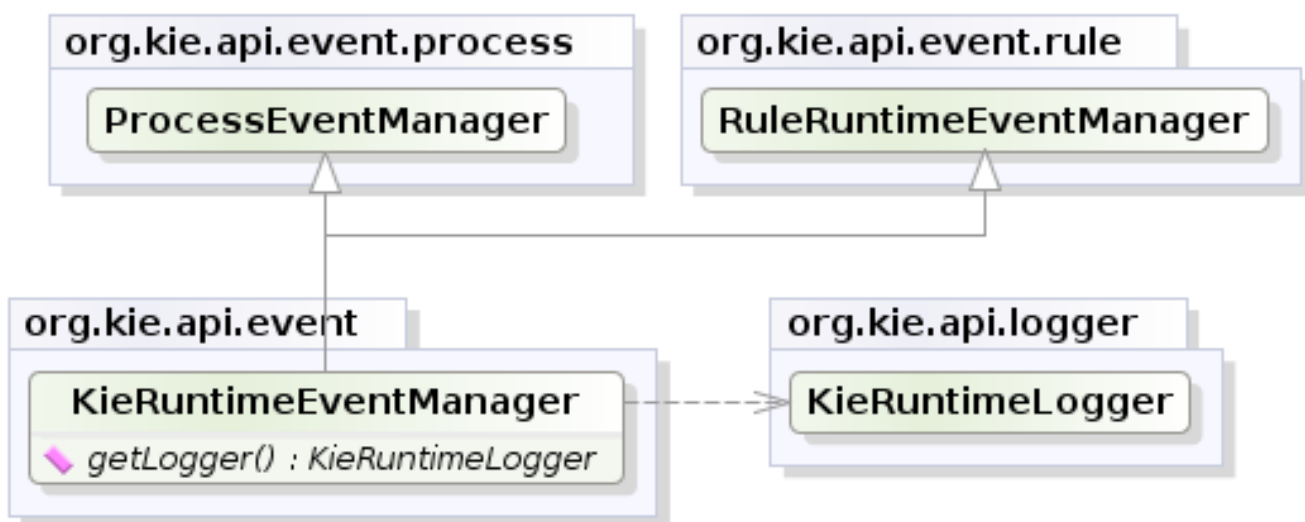 org.kie.api.event.process
ProcessEventManager
org.kie.api.event.rule
RuleRuntimeEventManager
org.kie.api.event
KieRuntimeEventManager
getLogger() : KieRuntimeLogger
org.kie.api.logger
KieRuntimeLogger